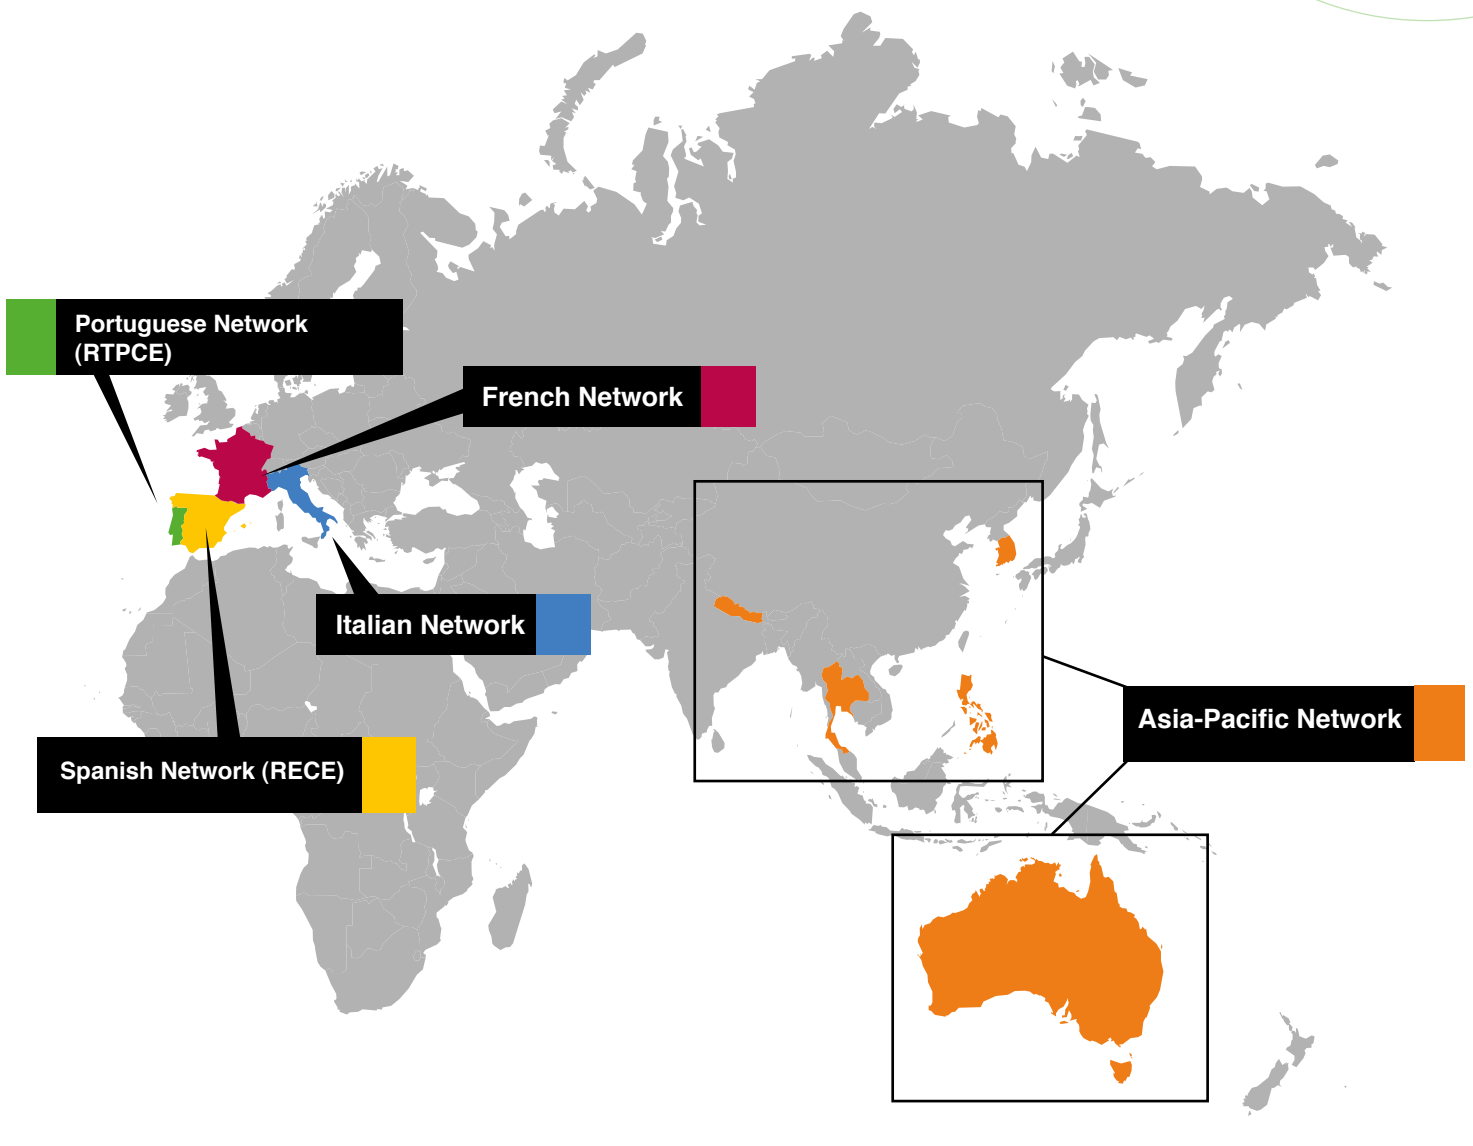 Portuguese Network
(RTPCE)
French Network
Italian Network
Asia-Pacific Network
Spanish Network (RECE)